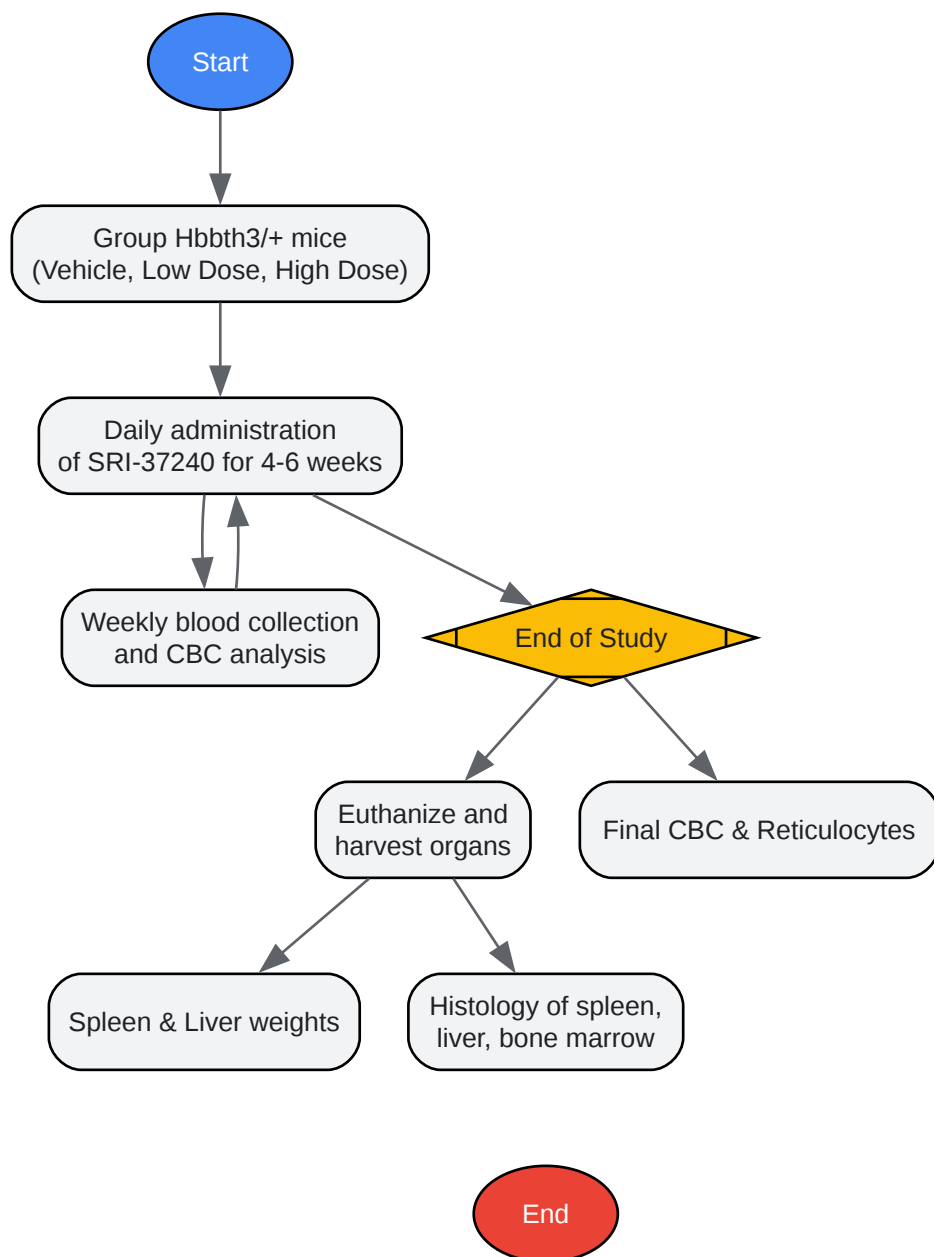 Start
Group Hbbth3/+ mice
(Vehicle, Low Dose, High Dose)
Daily administration
of SRI-37240 for 4-6 weeks
Weekly blood collection
and CBC analysis
End of Study
Euthanize and
harvest organs
Final CBC & Reticulocytes
Spleen & Liver weights
Histology of spleen,
liver, bone marrow
End